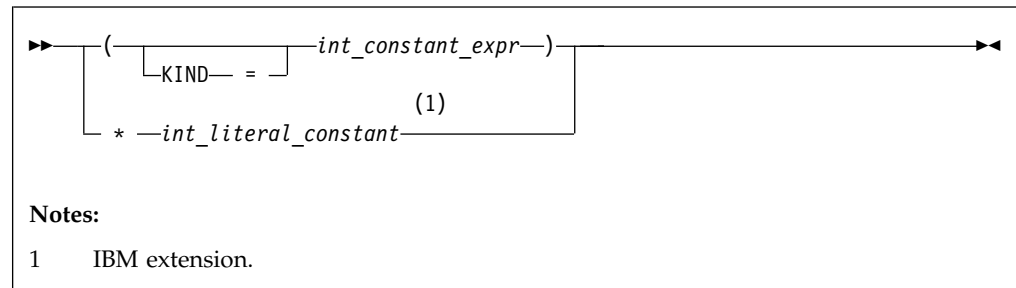 ( int_constant_expr )
KIND =
(1)
* int_literal_constant
Notes:
1 IBM extension.